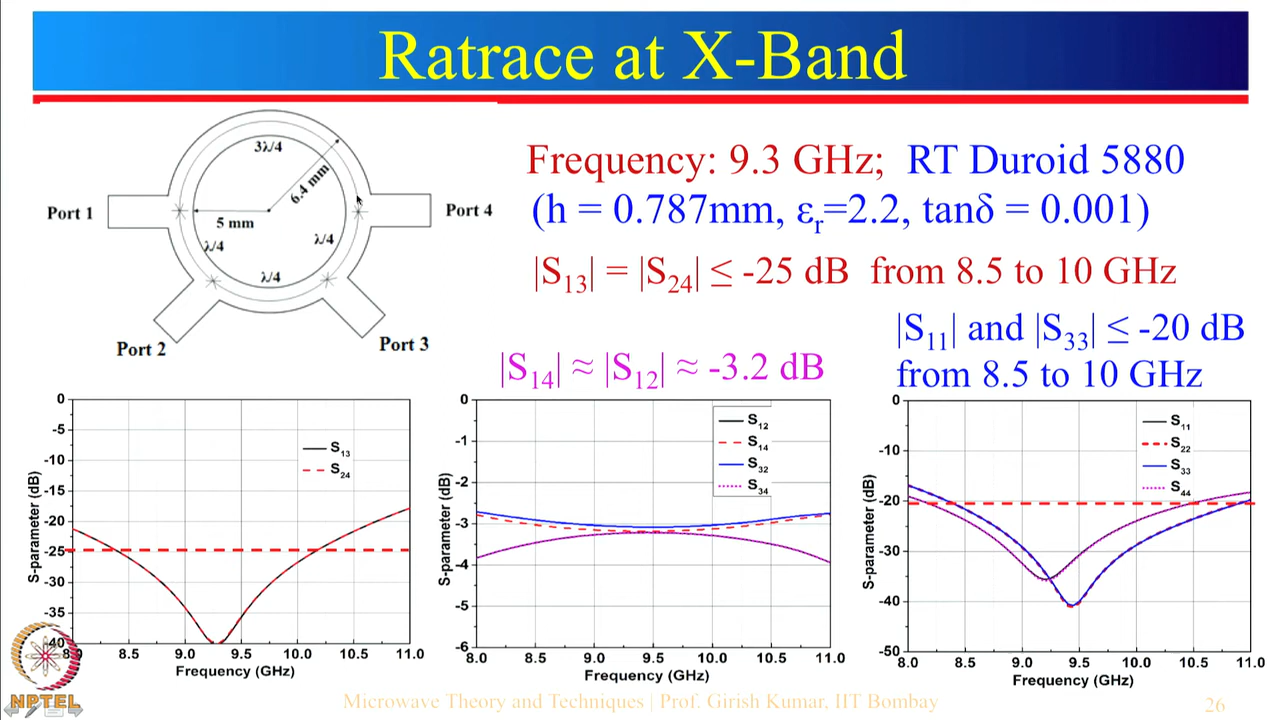 Ratrace at X-Band
3λ/4
6.4 mm
5 mm
Port 1
Port 4
λ/4
λ/4
λ/4
Port 2
Port 3
Frequency: 9.3 GHz; RT Duroid 5880
(h = 0.787mm, εr=2.2, tanδ = 0.001)
|S13| = |S24| ≤ -25 dB from 8.5 to 10 GHz
|S11| and |S33| ≤ -20 dB
from 8.5 to 10 GHz
|S14| ≈ |S12| ≈ -3.2 dB
0
-5
-10
-15
-20
-25
-30
-35
-40
S-parameter (dB)
S13
S24
8.0 8.5 9.0 9.5 10.0 10.5 11.0
Frequency (GHz)
0
-1
-2
-3
-4
-5
-6
S-parameter (dB)
S12
S14
S32
S34
8.0 8.5 9.0 9.5 10.0 10.5 11.0
Frequency (GHz)
0
-10
-20
-30
-40
-50
S-parameter (dB)
S11
S22
S33
S44
8.0 8.5 9.0 9.5 10.0 10.5 11.0
Frequency (GHz)
NPTEL
Microwave Theory and Techniques | Prof. Girish Kumar, IIT Bombay
26